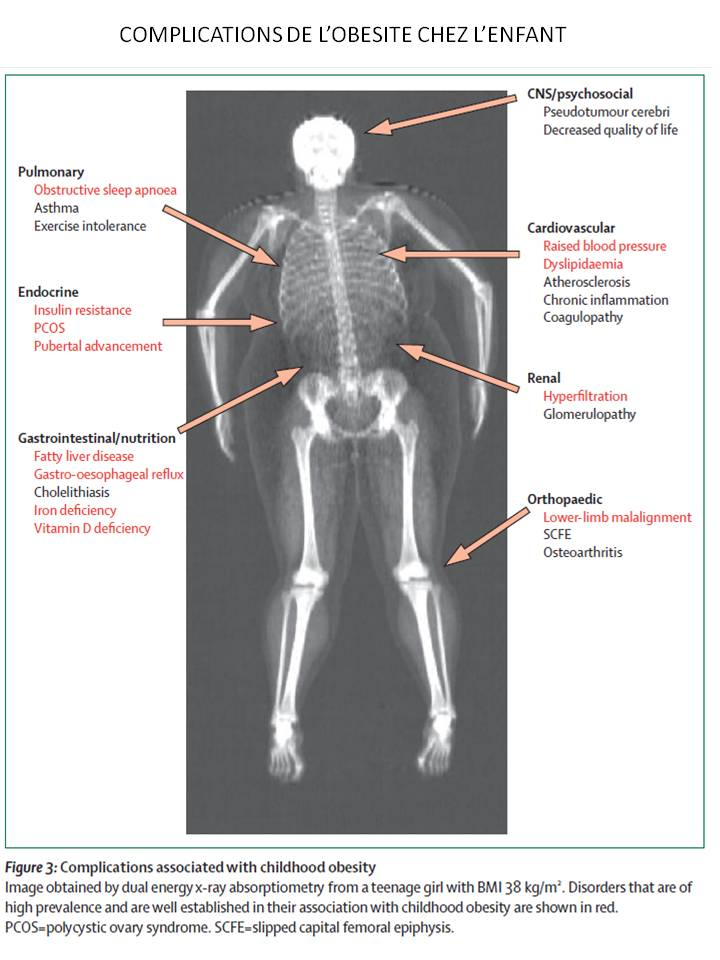 COMPLICATIONS DE L'OBESITE CHEZ L'ENFANT
CNS/psychosocial
Pseudotumour cerebri
Decreased quality of life
Pulmonary
Obstructive sleep apnoea
Asthma
Exercise intolerance
Cardiovascular
Raised blood pressure
Dyslipidaemia
Atherosclerosis
Chronic inflammation
Coagulopathy
Endocrine
Insulin resistance
PCOS
Pubertal advancement
Renal
Hyperfiltration
Glomerulopathy
Gastrointestinal/nutrition
Fatty liver disease
Gastro-oesophageal reflux
Cholelithiasis
Iron deficiency
Vitamin D deficiency
Orthopaedic
Lower-limb malalignment
SCFE
Osteoarthritis
Figure 3: Complications associated with childhood obesity
Image obtained by dual energy x-ray absorptiometry from a teenage girl with BMI 38 kg/m². Disorders that are of
high prevalence and are well established in their association with childhood obesity are shown in red.
PCOS=polycystic ovary syndrome. SCFE=slipped capital femoral epiphysis.